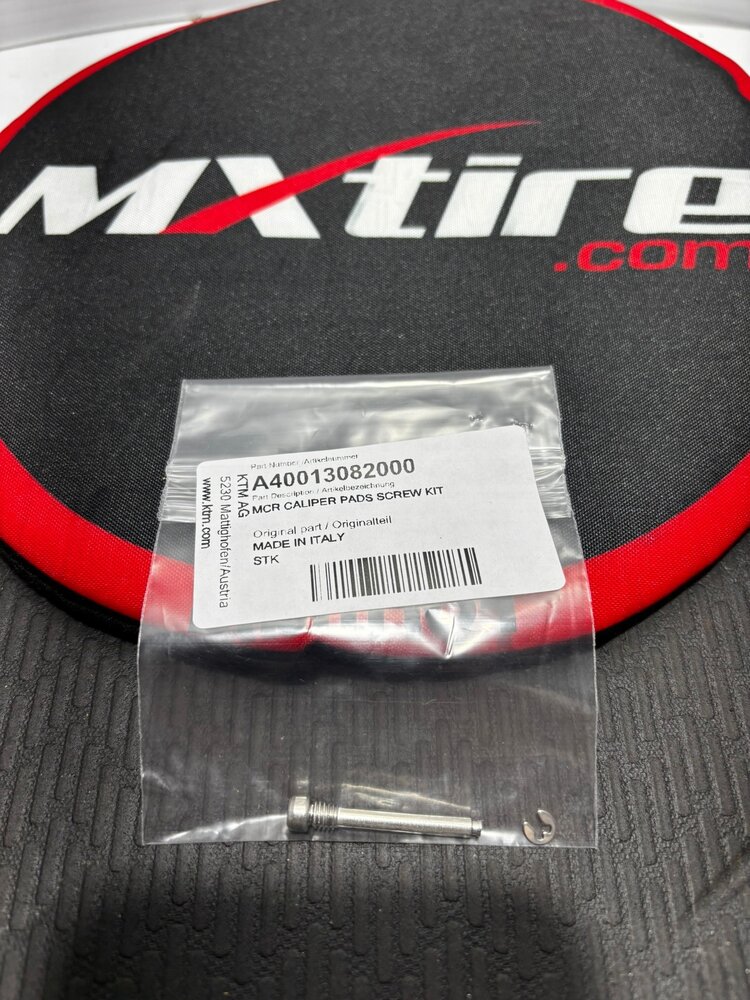 MXtire
.com
Part Number /Artikelnummer
A40013082000
Part Description / Artikelbezeichnung
MCR CALIPER PADS SCREW KIT
Original part / Originalteil
MADE IN ITALY
STK
KTM AG
5230 Mattighofen/Austria
www.ktm.com